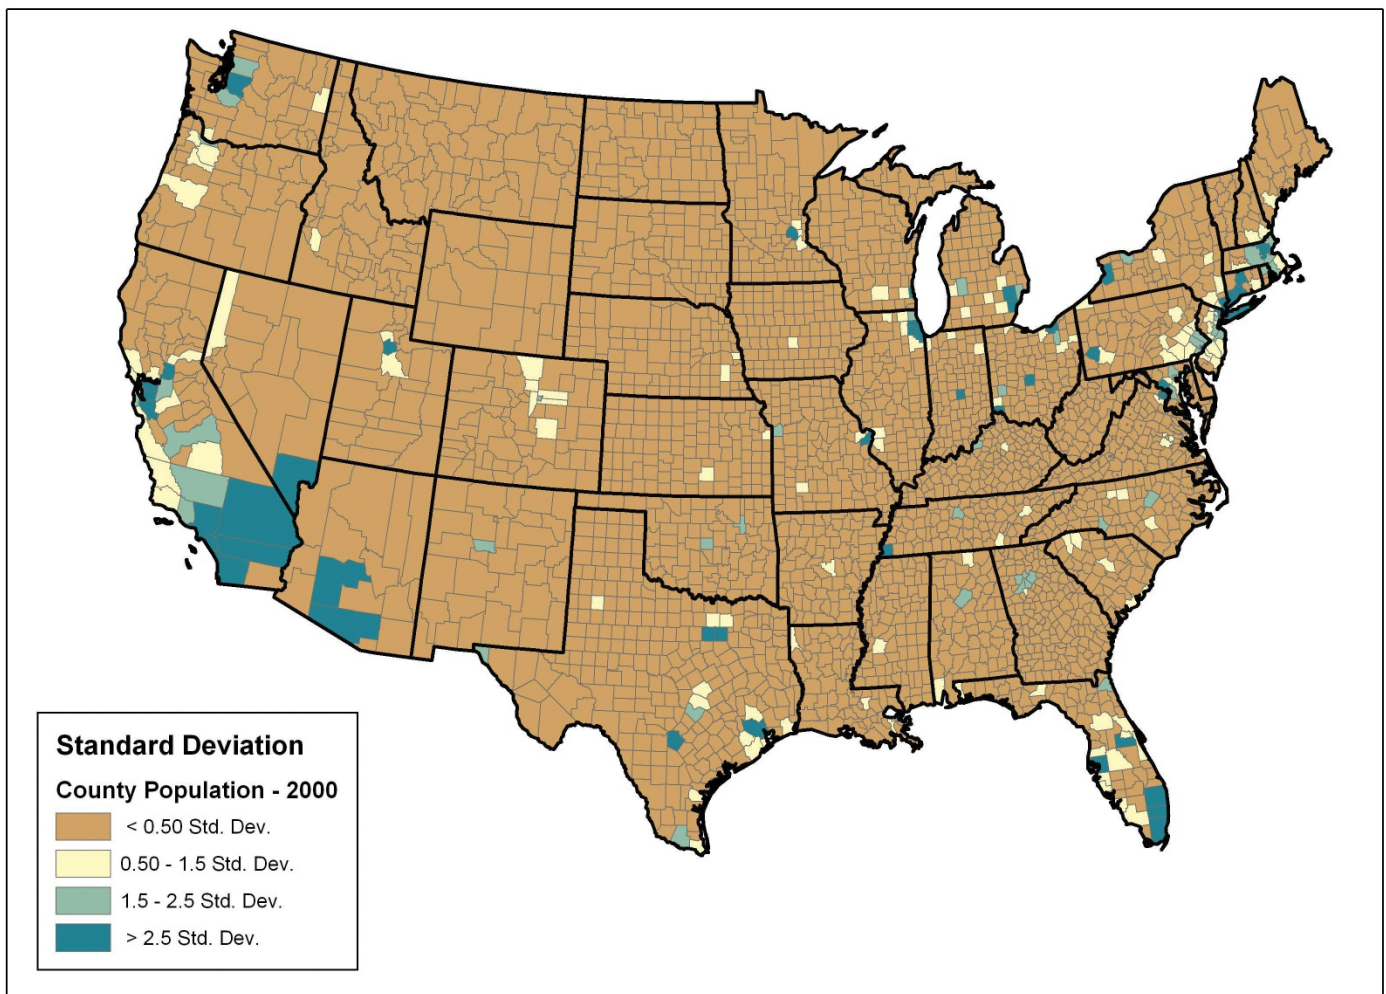 Standard Deviation
County Population - 2000
< 0.50 Std. Dev.
0.50 - 1.5 Std. Dev.
1.5 - 2.5 Std. Dev.
> 2.5 Std. Dev.